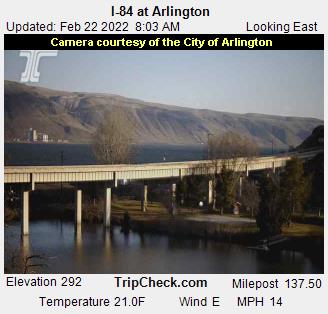 I-84 at Arlington
Updated: Feb 22 2022 8:03 AM Looking East
Camera courtesy of the City of Arlington
Elevation 292 TripCheck.com Milepost 137.50
Temperature 21.0F Wind E MPH 14